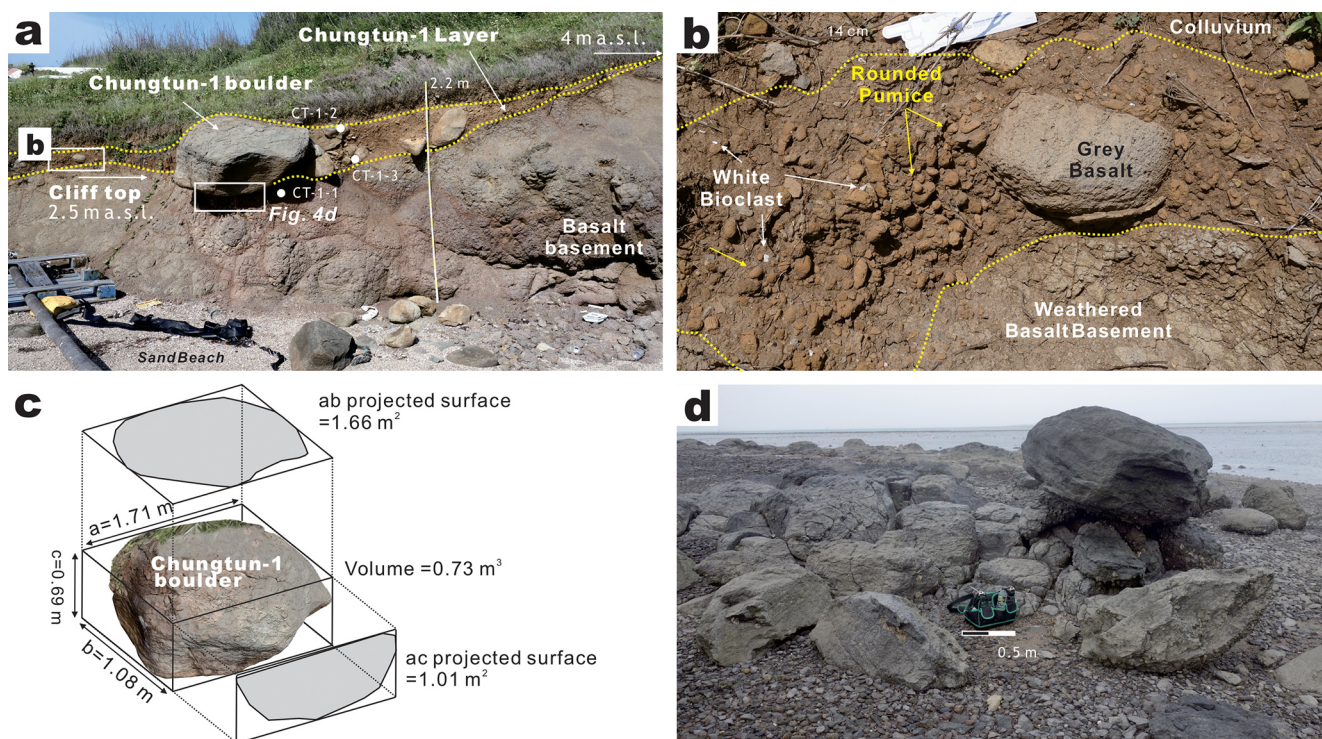 a
Chungtun-1 Layer
4 m a.s.l.
Chungtun-1 boulder
2.2 m
CT-1-2
b
CT-1-3
Cliff top
2.5 m a.s.l.
CT-1-1
Fig. 4d
Basalt
basement
Sand Beach
b
14 cm
Colluvium
Rounded
Pumice
White
Bioclast
Grey
Basalt
Weathered
Basalt Basement
c
ab projected surface
=1.66 m²
a=1.71 m
c=0.69 m
Chungtun-1
boulder
Volume =0.73 m³
b=1.08 m
ac projected surface
=1.01 m²
d
0.5 m